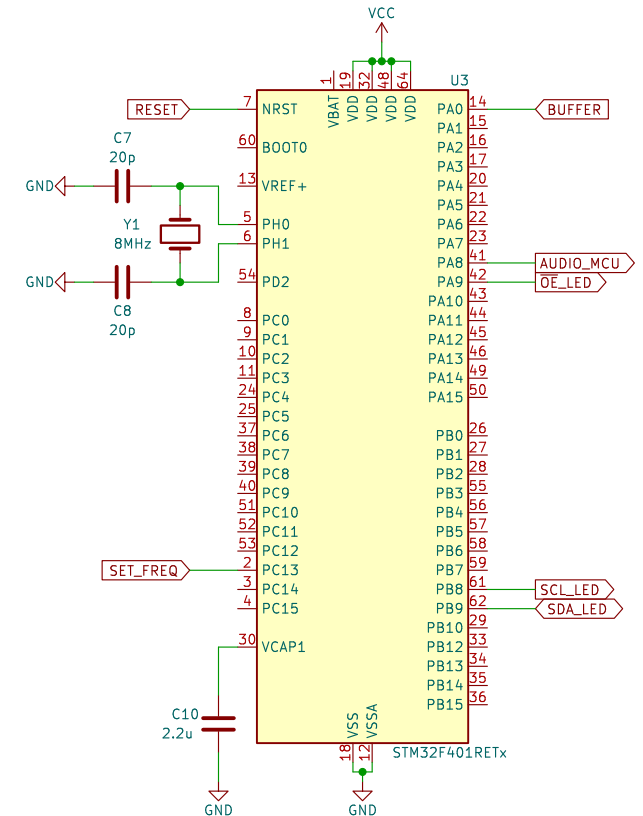 VCC
U3
1
19
32
48
64
VBAT
VDD
VDD
VDD
VDD
RESET 7 NRST PA0 14 BUFFER
PA1 15
C7
20p
60 BOOT0 PA2 16
PA3 17
GND 13 VREF+ PA4 20
PA5 21
Y1
8MHz
5 PH0 PA6 22
6 PH1 PA7 23
PA8 41 AUDIO_MCU
GND 54 PD2 PA9 42 OE_LED
PA10 43
C8
20p
8 PC0 PA11 44
9 PC1 PA12 45
10 PC2 PA13 46
11 PC3 PA14 49
24 PC4 PA15 50
25 PC5
37 PC6 PB0 26
38 PC7 PB1 27
39 PC8 PB2 28
40 PC9 PB3 55
51 PC10 PB4 56
52 PC11 PB5 57
53 PC12 PB6 58
SET_FREQ 2 PC13 PB7 59
3 PC14 PB8 61 SCL_LED
4 PC15 PB9 62 SDA_LED
PB10 29
30 VCAP1 PB12 33
PB13 34
PB14 35
PB15 36
C10
2.2u
VSS
VSSA
18
12
STM32F401RETx
GND
GND